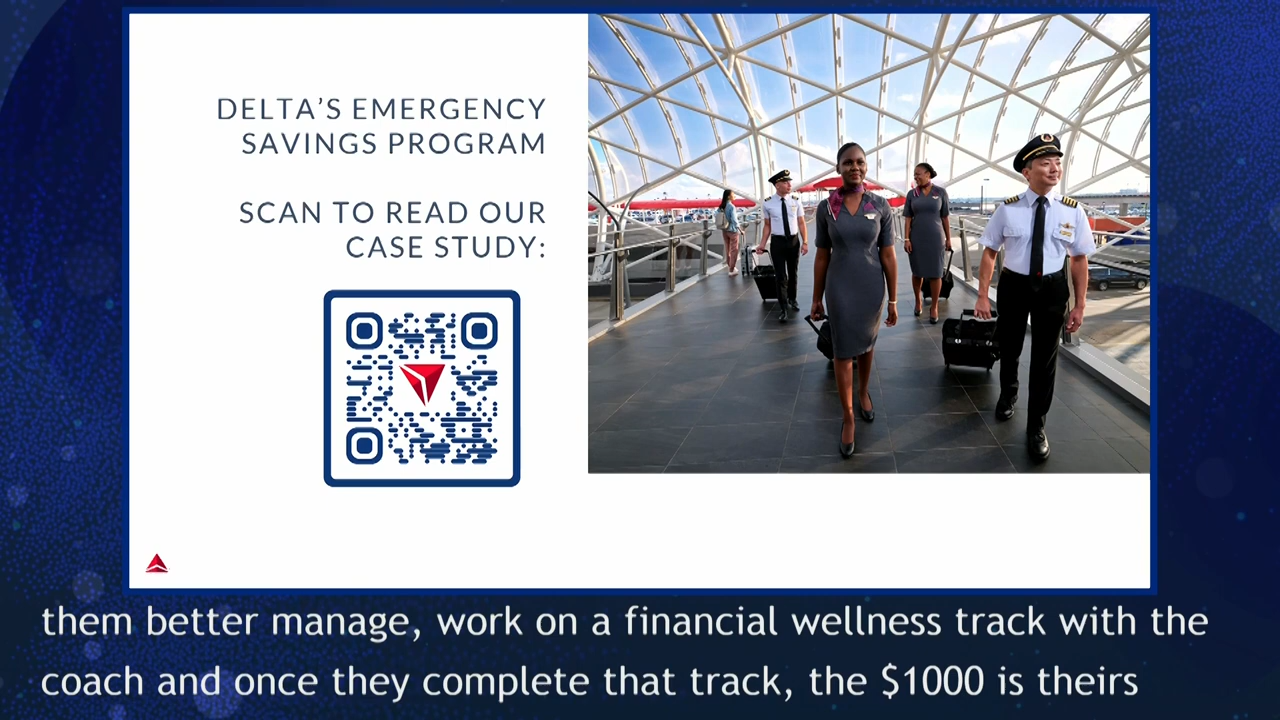 DELTA’S EMERGENCY
SAVINGS PROGRAM
SCAN TO READ OUR
CASE STUDY:
them better manage, work on a financial wellness track with the
coach and once they complete that track, the $1000 is theirs